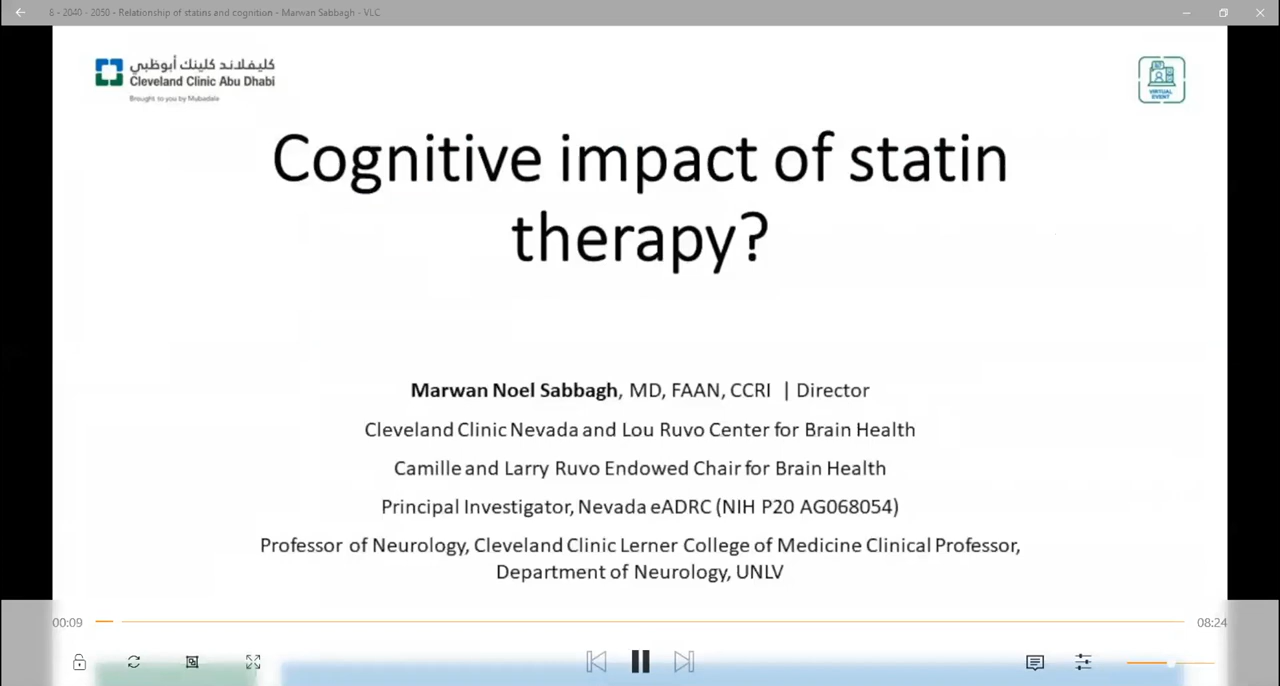 6 - 2040 - 2050 - Relationship of statins and cognition - Marwan Sabbagh - VLC
كليفلاند كلينك أبوظبي
Cleveland Clinic Abu Dhabi
Brought to you by Mubadala
VIRTUAL
EVENT
Cognitive impact of statin
therapy?
Marwan Noel Sabbagh, MD, FAAN, CCRI | Director
Cleveland Clinic Nevada and Lou Ruvo Center for Brain Health
Camille and Larry Ruvo Endowed Chair for Brain Health
Principal Investigator, Nevada eADRC (NIH P20 AG068054)
Professor of Neurology, Cleveland Clinic Lerner College of Medicine Clinical Professor,
Department of Neurology, UNLV
00:09
08:24